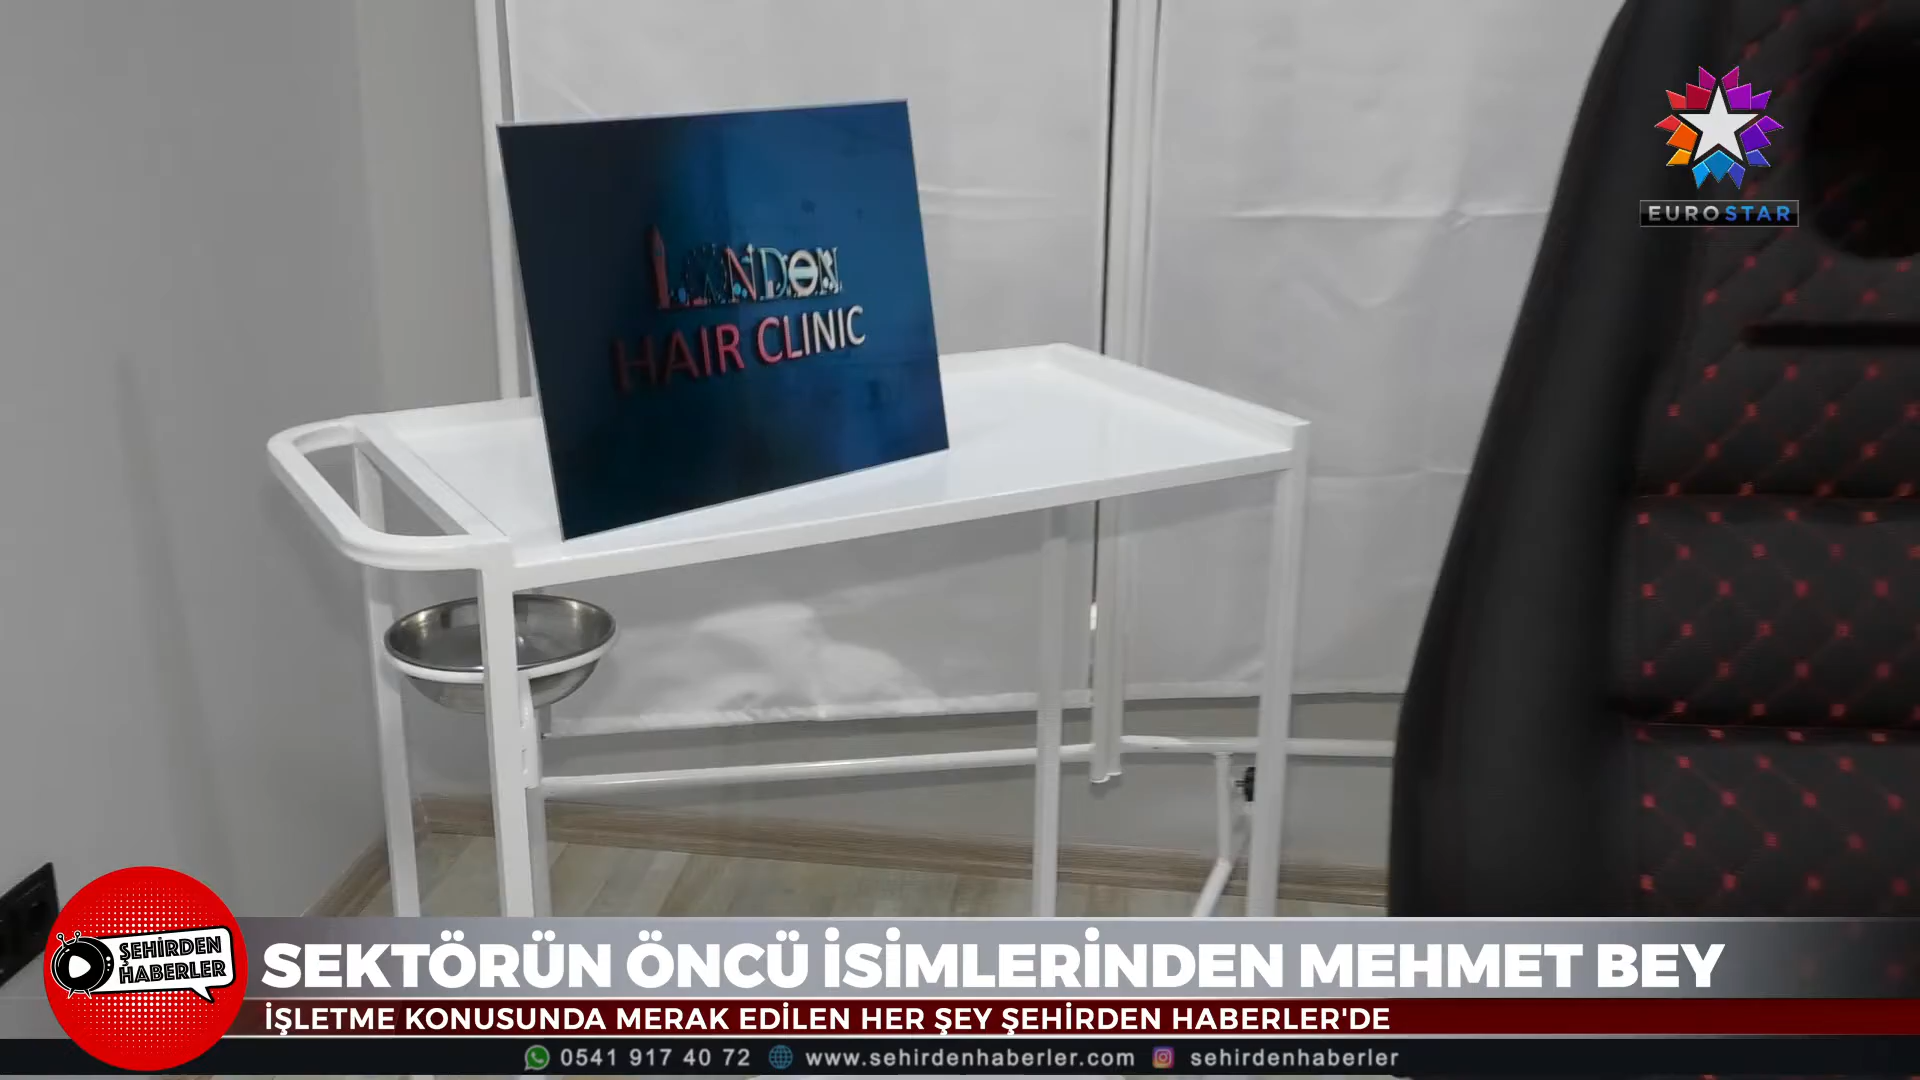 LONDON
HAIR CLINIC
EUROSTAR
ŞEHİRDEN
HABERLER
SEKTÖRÜN ÖNCÜ İSİMLERİNDEN MEHMET BEY
İŞLETME KONUSUNDA MERAK EDİLEN HER ŞEY ŞEHİRDEN HABERLER'DE
0541 917 40 72 www.sehirdenhaberler.com sehirdenhaberler